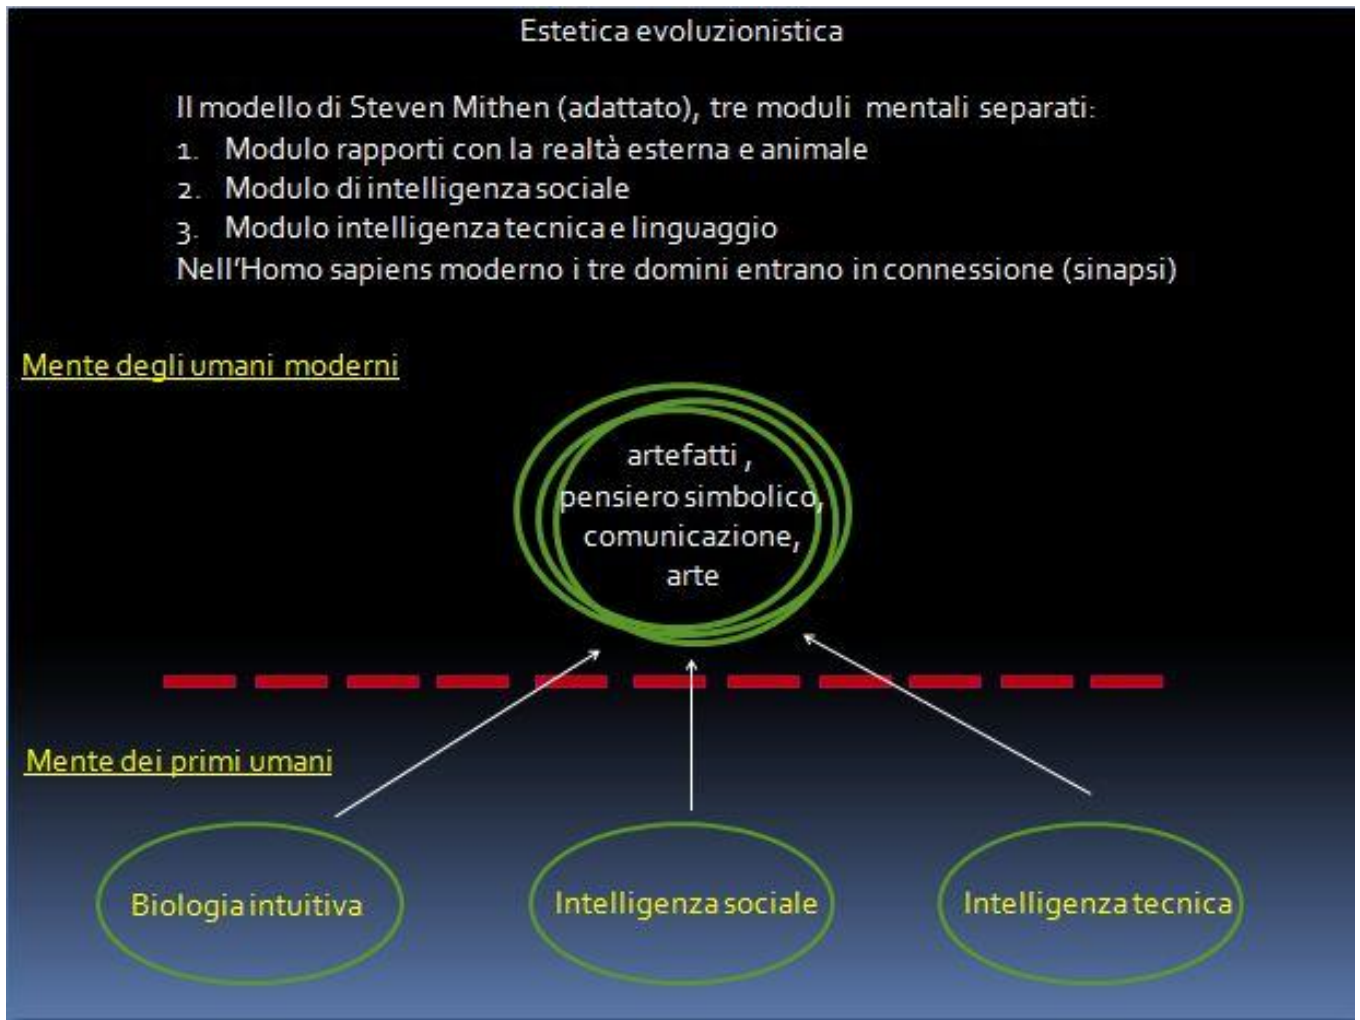 Estetica evoluzionistica
Il modello di Steven Mithen (adattato), tre moduli mentali separati:
1. Modulo rapporti con la realtà esterna e animale
2. Modulo di intelligenza sociale
3. Modulo intelligenza tecnica e linguaggio
Nell'Homo sapiens moderno i tre domini entrano in connessione (sinapsi)
Mente degli umani moderni
artefatti ,
pensiero simbolico,
comunicazione,
arte
Mente dei primi umani
Biologia intuitiva
Intelligenza sociale
Intelligenza tecnica